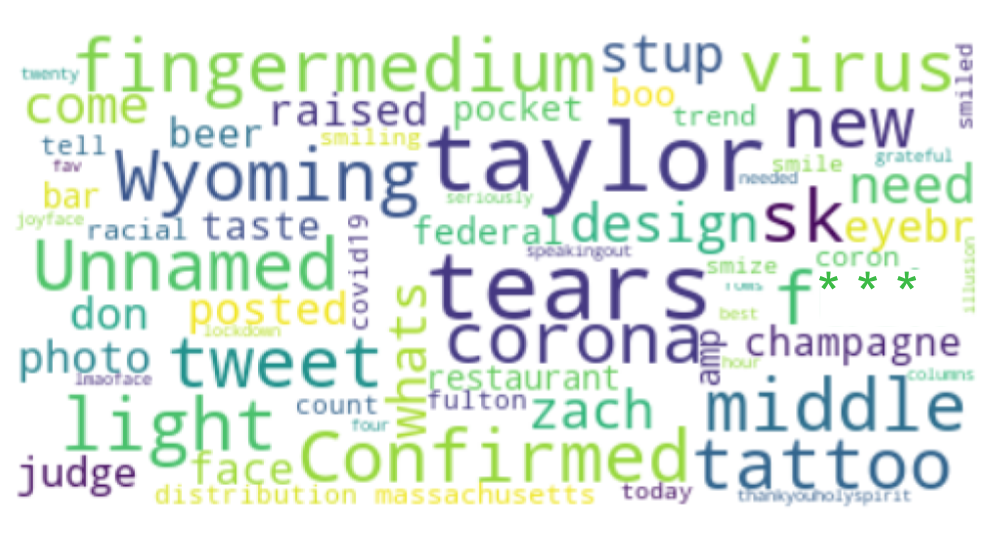 twenty
fingermedium
stup
virus
smiled
come
raised
pocket
boo
trend
new
tell
beer
smiling
taylor
smile
grateful
fav
Wyoming
needed
need
bar
seriously
sk
joyface
racial
taste
covid19
federal
design
eyebr
speakingout
Unnamed
tears
smize
coron
illusion
f***
don
posted
whats
best
lockdown
corona
amp
champagne
photo
tweet
hour
lmaoface
restaurant
columns
light
count
fulton
zach
middle
four
judge
face
Confirmed
tattoo
distribution
massachusetts
today
thankyouholyspirit